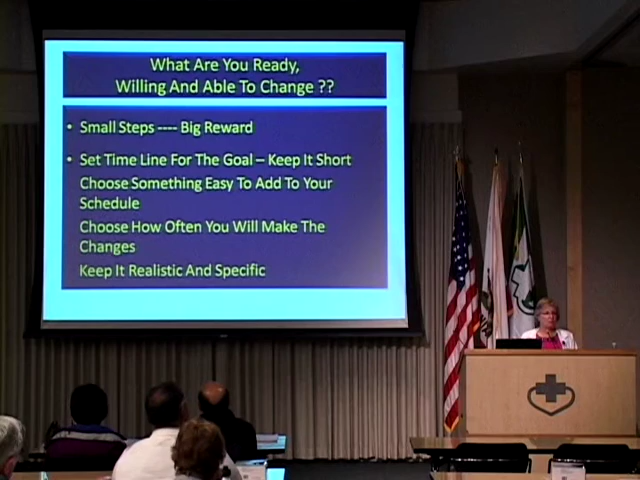 What Are You Ready,
Willing And Able To Change ??
• Small Steps ---- Big Reward
• Set Time Line For The Goal – Keep It Short
Choose Something Easy To Add To Your
Schedule
Choose How Often You Will Make The
Changes
Keep It Realistic And Specific